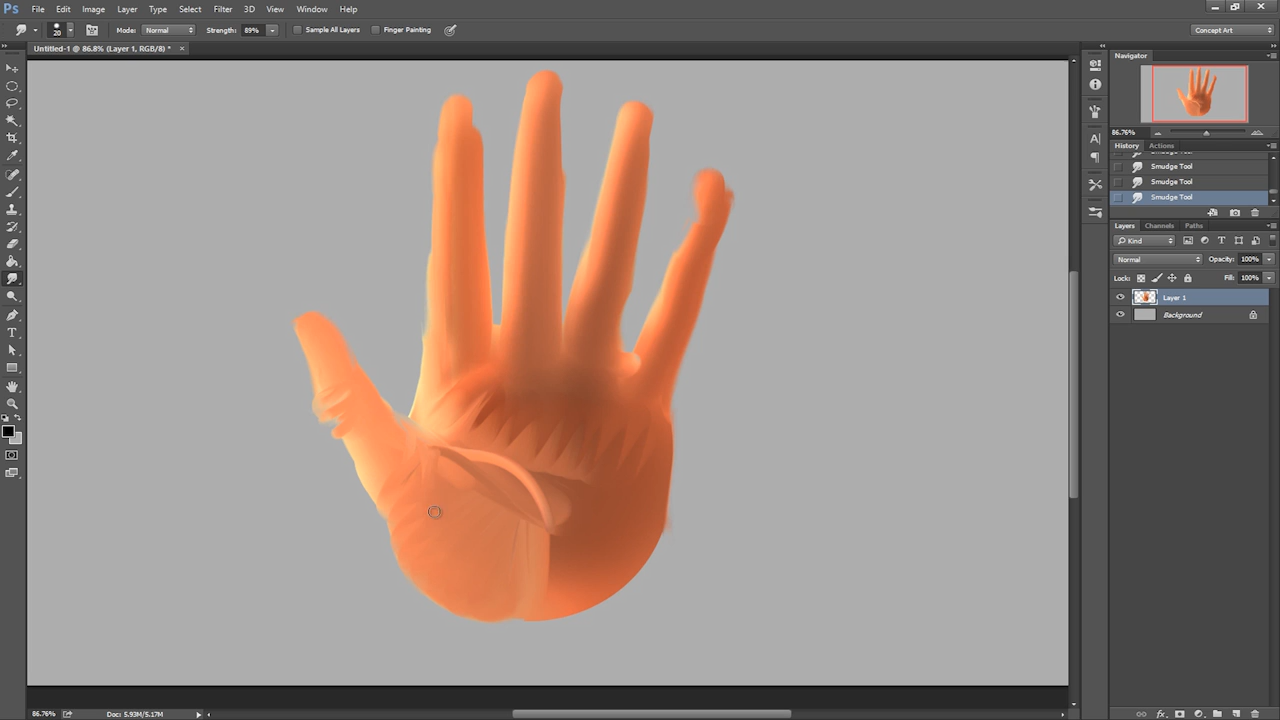 Ps File Edit Image Layer Type Select Filter 3D View Window Help
20 Mode: Normal Strength: 89% Sample All Layers Finger Painting Concept Art
Untitled-1 @ 86.8% (Layer 1, RGB/8) * ×
Navigator
86.76%
History Actions
Smudge Tool
Smudge Tool
Smudge Tool
Smudge Tool
Layers Channels Paths
Kind
Normal Opacity: 100%
Lock: Fill: 100%
Layer 1
Background
86.76% Doc: 5.93M/5.17M